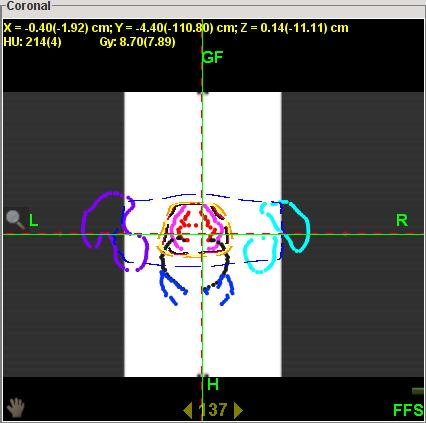 Coronal
X = -0.40(-1.92) cm; Y = -4.40(-110.80) cm; Z = 0.14(-11.11) cm
HU: 214(4) Gy: 8.70(7.89)
GF
L
R
H
137
FFS